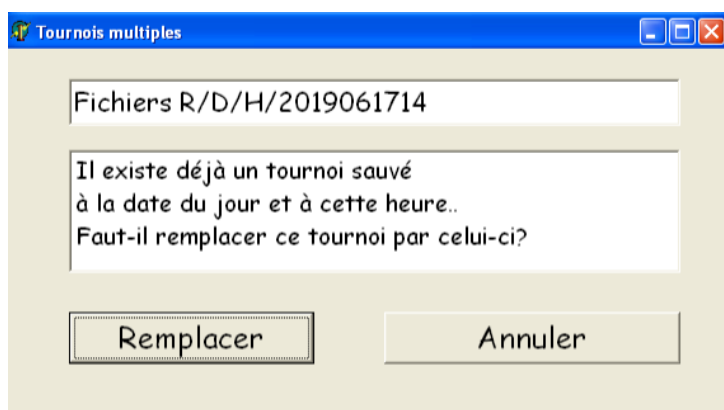 Tournois multiples
Fichiers R/D/H/2019061714
Il existe déjà un tournoi sauvé
à la date du jour et à cette heure..
Faut-il remplacer ce tournoi par celui-ci?
Remplacer
Annuler